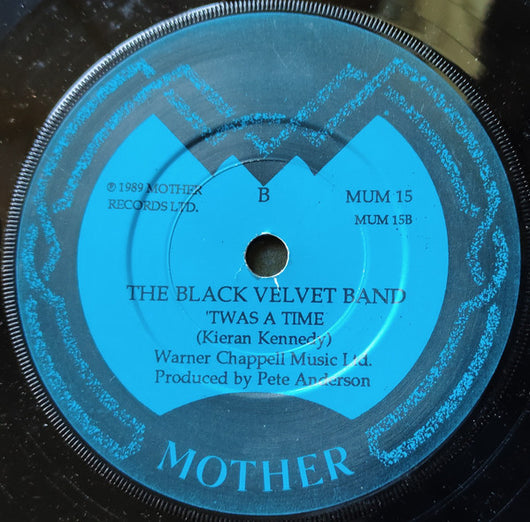 ℗ 1989 MOTHER
RECORDS LTD.
B
MUM 15
MUM 15B
THE BLACK VELVET BAND
'TWAS A TIME
(Kieran Kennedy)
Warner Chappell Music Ltd.
Produced by Pete Anderson
MOTHER